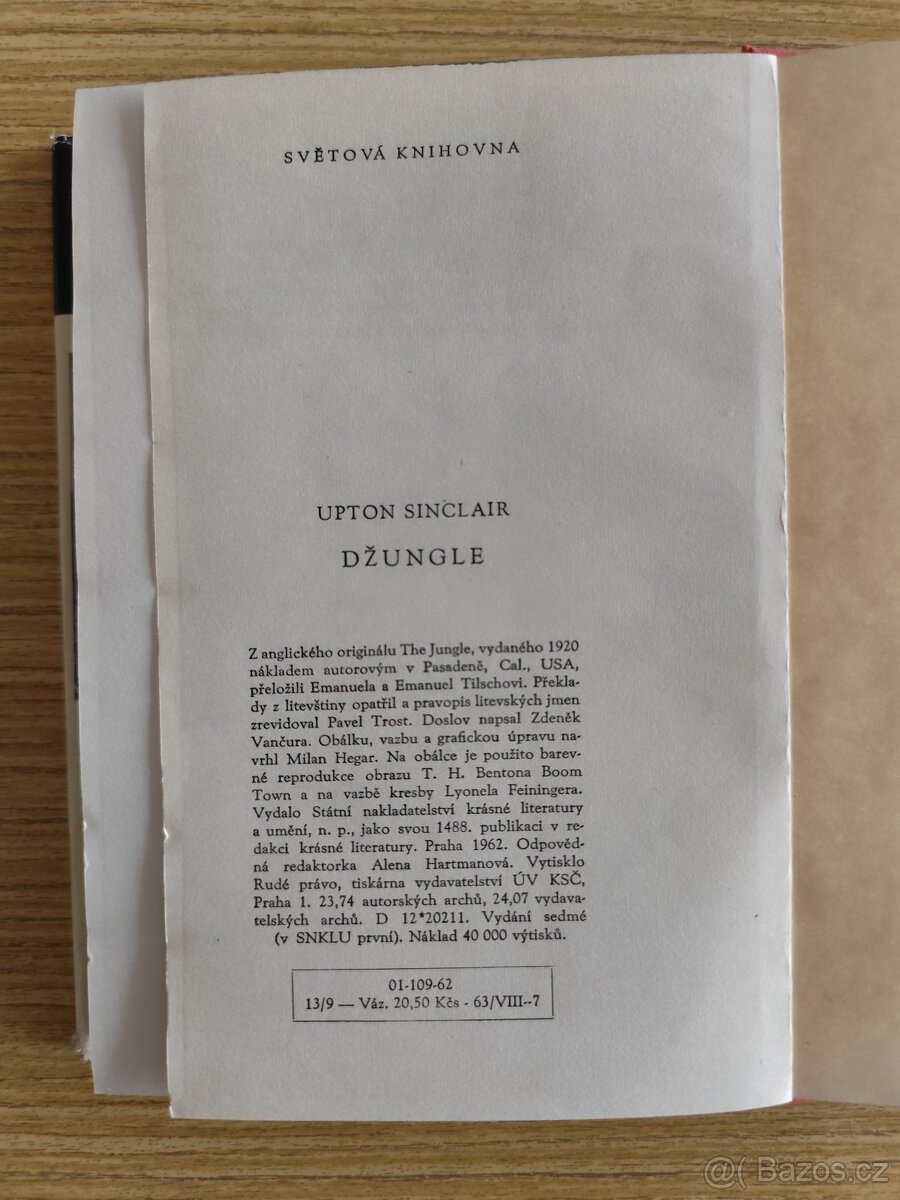 SVĚTOVÁ KNIHOVNA
UPTON SINCLAIR
DŽUNGLE
Z anglického originálu The Jungle, vydaného 1920
nákladem autorovým v Pasadeně, Cal., USA,
přeložili Emanuela a Emanuel Tilschovi. Překla-
dy z litevštiny opatřil a pravopis litevských jmen
zrevidoval Pavel Trost. Doslov napsal Zdeněk
Vančura. Obálku, vazbu a grafickou úpravu na-
vrhl Milan Hegar. Na obálce je použito barev-
né reprodukce obrazu T. H. Bentona Boom
Town a na vazbě kresby Lyonela Feiningera.
Vydalo Státní nakladatelství krásné literatury
a umění, n. p., jako svou 1488. publikaci v re-
dakci krásné literatury. Praha 1962. Odpověd-
ná redaktorka Alena Hartmanová. Vytisklo
Rudé právo, tiskárna vydavatelství ÚV KSČ,
Praha 1. 23,74 autorských archů, 24,07 vydava-
telských archů. D 12*20211. Vydání sedmé
(v SNKLU první). Náklad 40 000 výtisků.
01-109-62
13/9 — Váz. 20,50 Kčs - 63/VIII--7
@( Bazos.cz